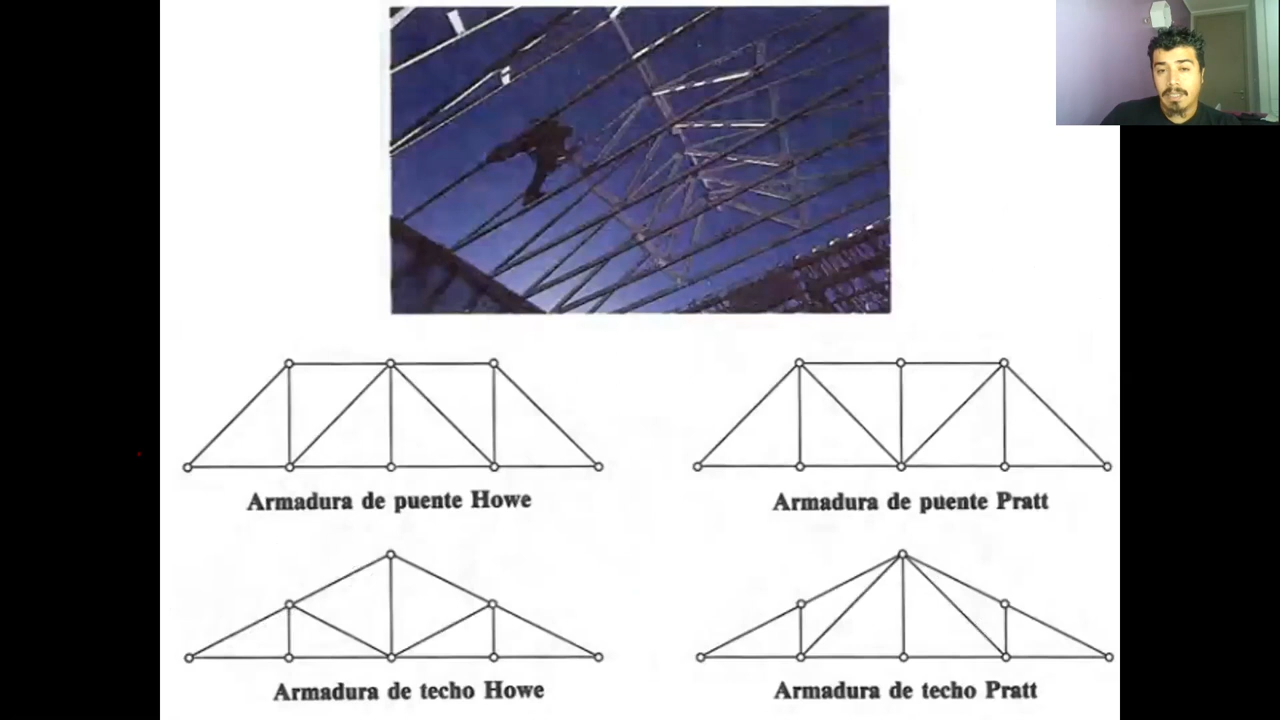 Armadura de puente Howe
Armadura de puente Pratt
Armadura de techo Howe
Armadura de techo Pratt